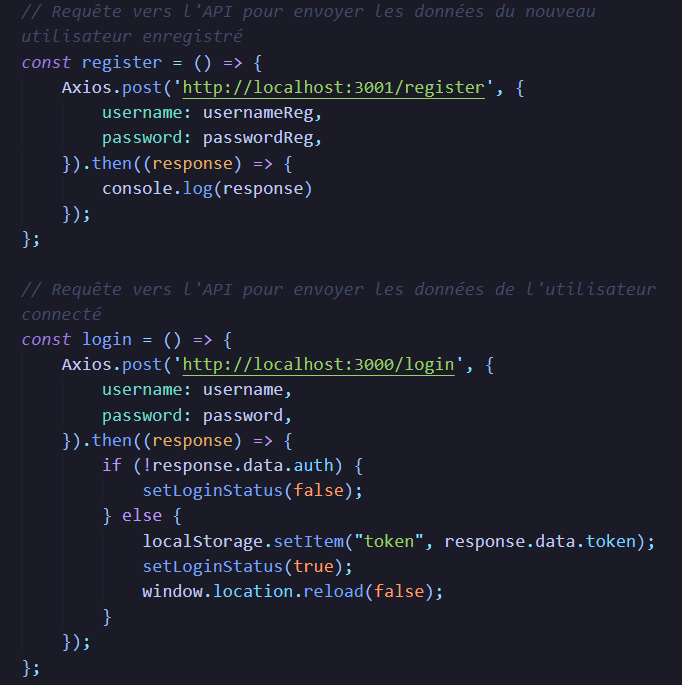 // Requête vers l'API pour envoyer les données du nouveau
utilisateur enregistré
const register = () => {
    Axios.post('http://localhost:3001/register', {
        username: usernameReg,
        password: passwordReg,
    }).then((response) => {
        console.log(response)
    });
};

// Requête vers l'API pour envoyer les données de l'utilisateur
connecté
const login = () => {
    Axios.post('http://localhost:3000/login', {
        username: username,
        password: password,
    }).then((response) => {
        if (!response.data.auth) {
            setLoginStatus(false);
        } else {
            localStorage.setItem("token", response.data.token);
            setLoginStatus(true);
            window.location.reload(false);
        }
    });
};